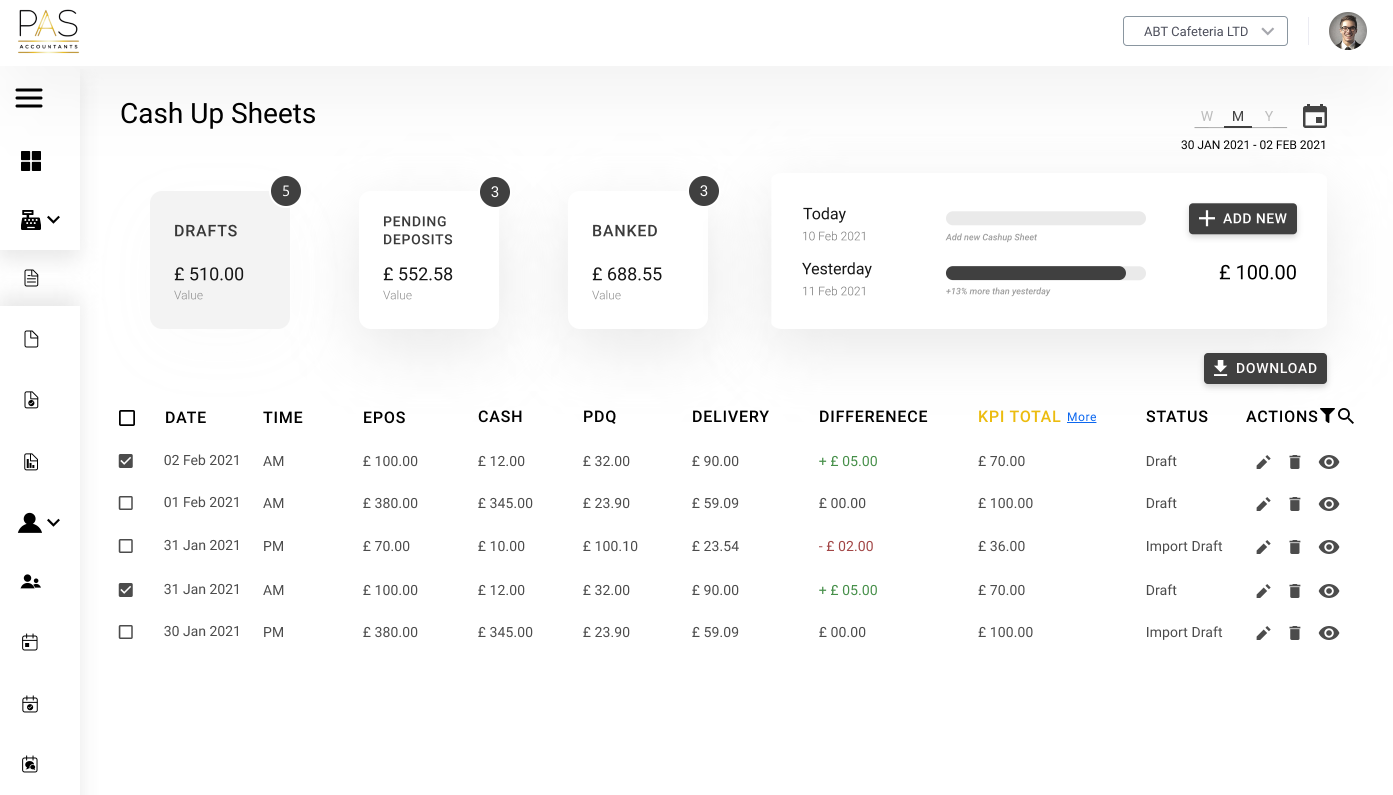 PAS
ACCOUNTANTS
ABT Cafeteria LTD
Cash Up Sheets
W M Y
30 JAN 2021 - 02 FEB 2021
5
DRAFTS
£ 510.00
Value
3
PENDING
DEPOSITS
£ 552.58
Value
3
BANKED
£ 688.55
Value
Today
10 Feb 2021
Add new Cashup Sheet
ADD NEW
Yesterday
11 Feb 2021
+13% more than yesterday
£ 100.00
DOWNLOAD
DATE TIME EPOS CASH PDQ DELIVERY DIFFERENECE KPI TOTAL More STATUS ACTIONS
02 Feb 2021 AM £ 100.00 £ 12.00 £ 32.00 £ 90.00 + £ 05.00 £ 70.00 Draft
01 Feb 2021 AM £ 380.00 £ 345.00 £ 23.90 £ 59.09 £ 00.00 £ 100.00 Draft
31 Jan 2021 PM £ 70.00 £ 10.00 £ 100.10 £ 23.54 - £ 02.00 £ 36.00 Import Draft
31 Jan 2021 AM £ 100.00 £ 12.00 £ 32.00 £ 90.00 + £ 05.00 £ 70.00 Draft
30 Jan 2021 PM £ 380.00 £ 345.00 £ 23.90 £ 59.09 £ 00.00 £ 100.00 Import Draft